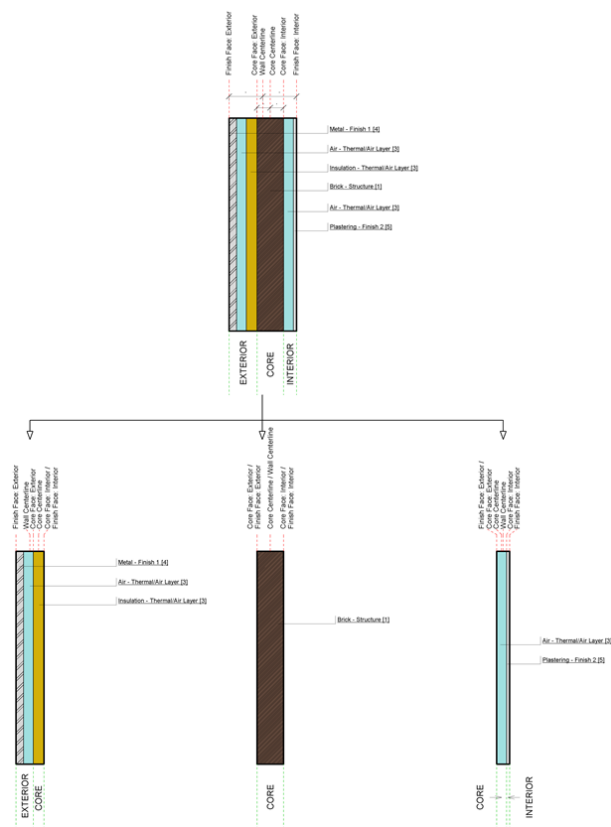 Finish Face: Exterior
Core Face: Exterior
Wall Centerline
Core Centerline
Core Face: Interior
Finish Face: Interior
Metal - Finish 1 [4]
Air - Thermal/Air Layer [3]
Insulation - Thermal/Air Layer [3]
Brick - Structure [1]
Air - Thermal/Air Layer [3]
Plastering - Finish 2 [5]
EXTERIOR
CORE
INTERIOR
Finish Face: Exterior
Wall Centerline
Core Face: Exterior
Core Centerline
Core Face: Interior /
Finish Face: Interior
Metal - Finish 1 [4]
Air - Thermal/Air Layer [3]
Insulation - Thermal/Air Layer [3]
EXTERIOR
CORE
Core Face: Exterior /
Finish Face: Exterior
Core Centerline / Wall Centerline
Core Face: Interior /
Finish Face: Interior
Brick - Structure [1]
CORE
Finish Face: Exterior /
Core Face: Exterior
Core Centerline
Wall Centerline
Core Face: Interior
Finish Face: Interior
Air - Thermal/Air Layer [3]
Plastering - Finish 2 [5]
CORE
INTERIOR